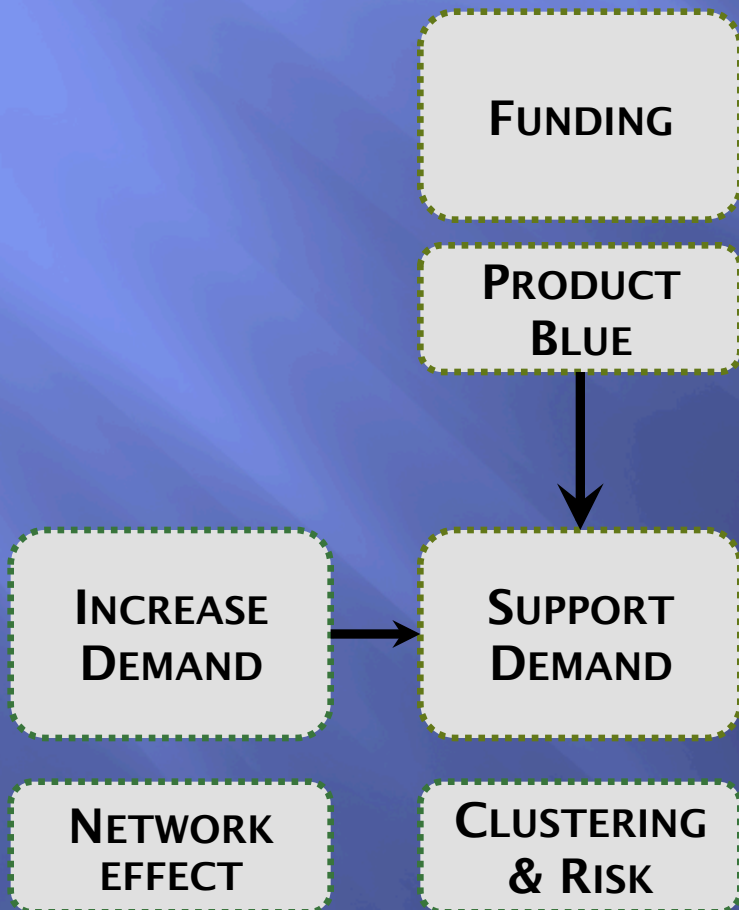 FUNDING
PRODUCT
BLUE
INCREASE
DEMAND
SUPPORT
DEMAND
NETWORK
EFFECT
CLUSTERING
& RISK